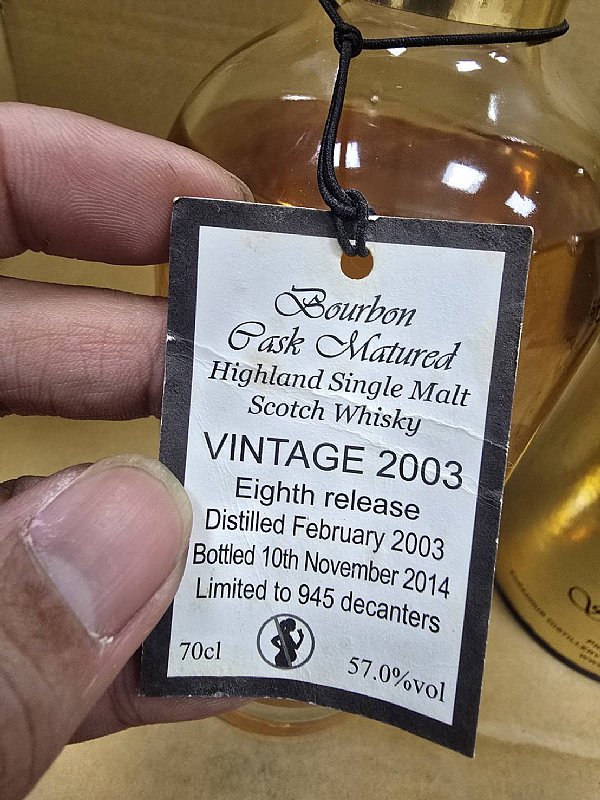 Bourbon
Cask Matured
Highland Single Malt
Scotch Whisky
VINTAGE 2003
Eighth release
Distilled February 2003
Bottled 10th November 2014
Limited to 945 decanters
70cl
57.0%vol